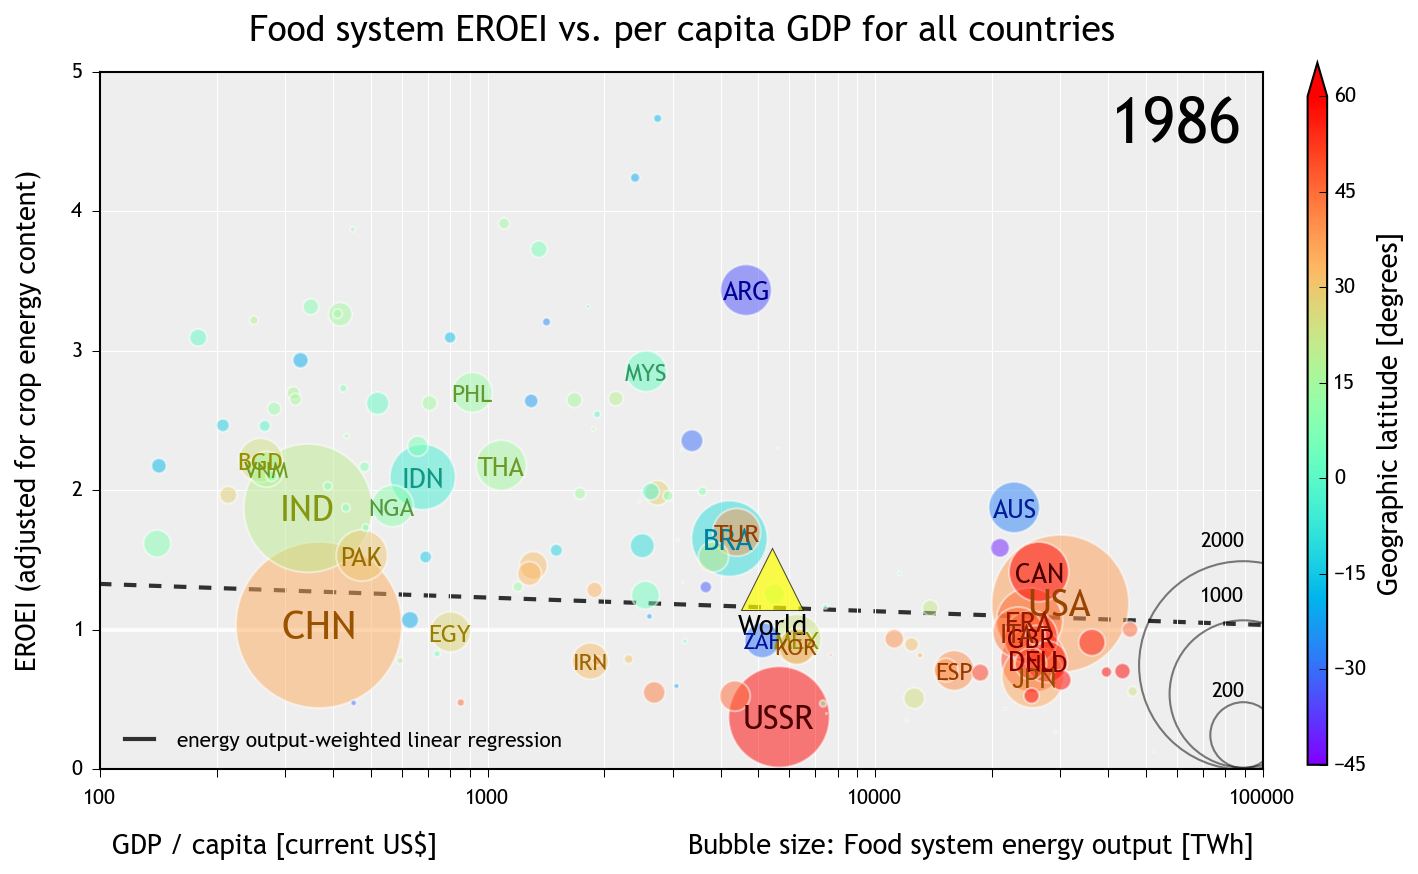 Food system EROEI vs. per capita GDP for all countries
1986
EROEI (adjusted for crop energy content)
5
4
3
2
1
0
ARG
MYS
PHL
BGD
VNM
THA
IDN
IND
NGA
AUS
TUR
BRA
PAK
CAN
USA
CHN
World
FRA
ITA
GBR
EGY
ZAF
MEX
KOR
IRN
DEU
NLD
ESP
JPN
USSR
2000
1000
200
energy output-weighted linear regression
100
1000
10000
100000
GDP / capita [current US$]
Bubble size: Food system energy output [TWh]
60
45
30
15
0
−15
−30
−45
Geographic latitude [degrees]